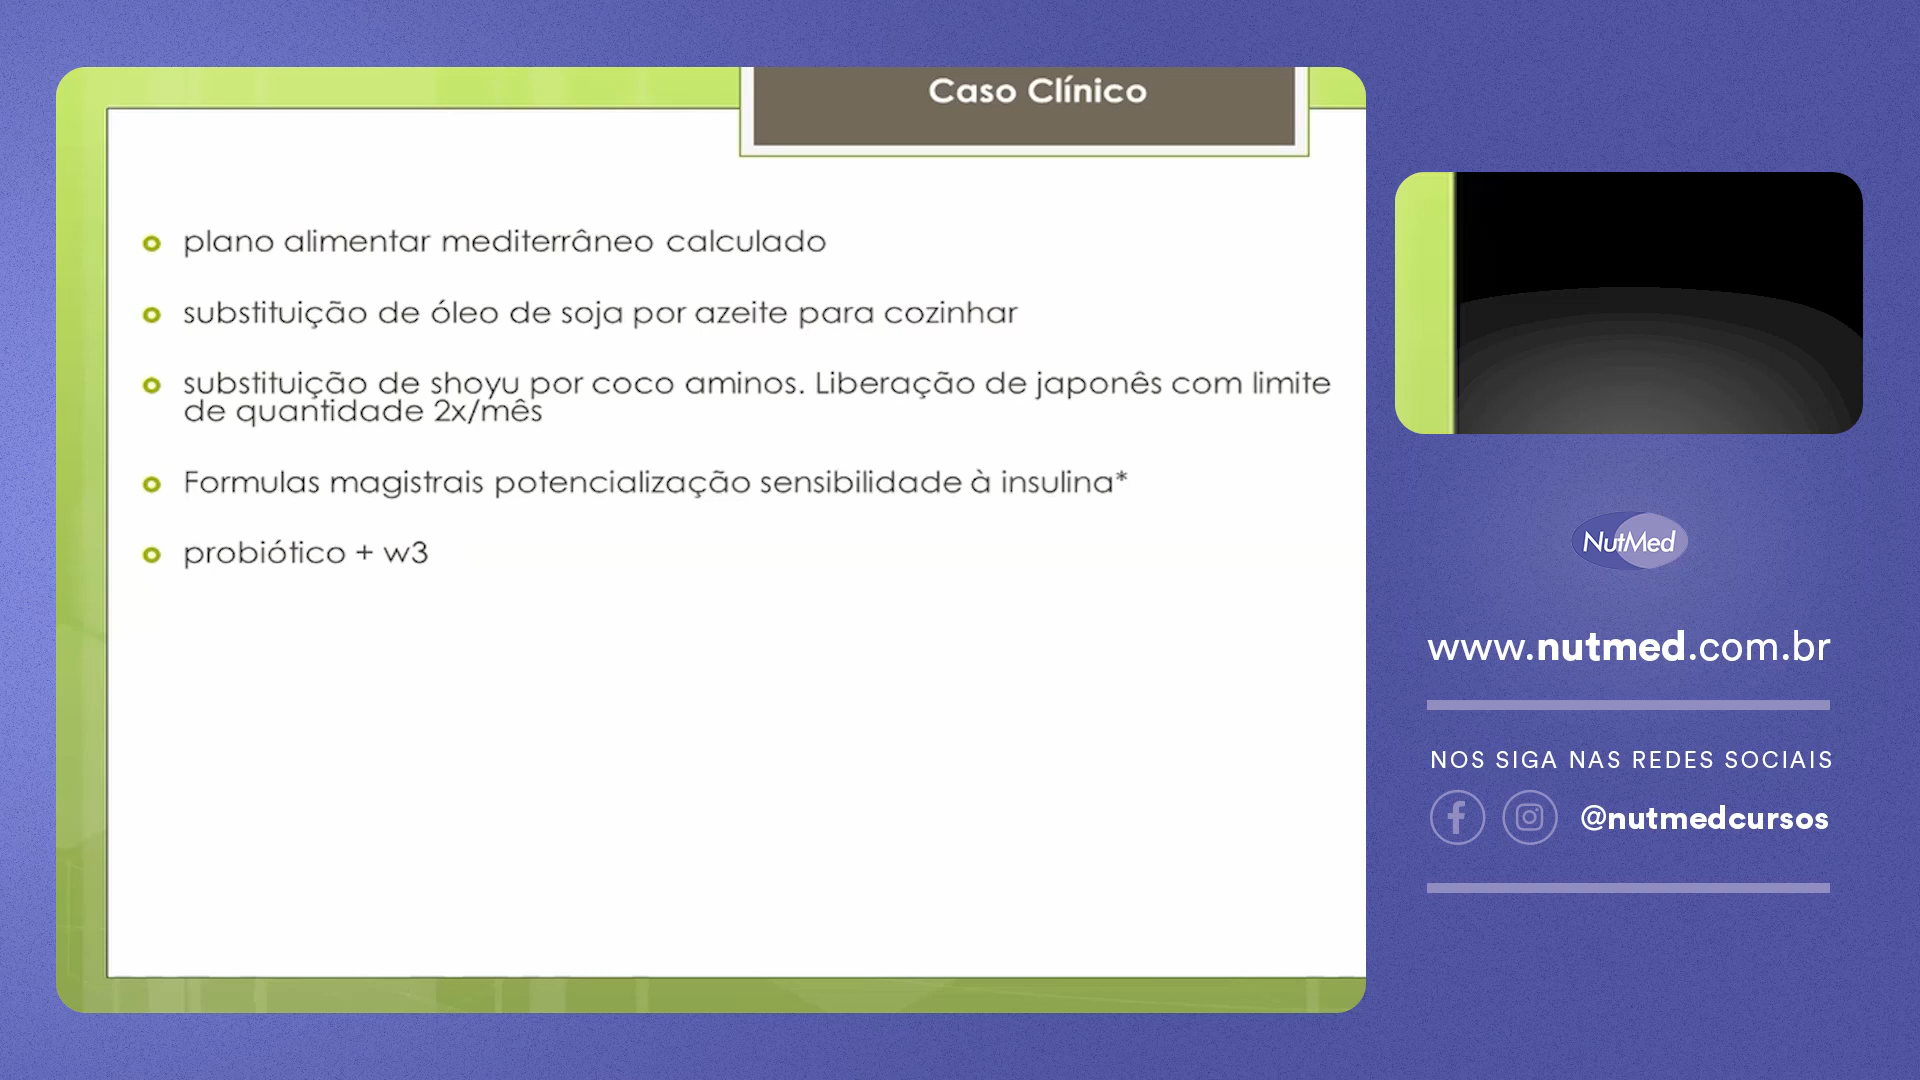 Caso Clínico
plano alimentar mediterrâneo calculado
substituição de óleo de soja por azeite para cozinhar
substituição de shoyu por coco aminos. Liberação de japonês com limite
de quantidade 2x/mês
Formulas magistrais potencialização sensibilidade à insulina*
probiótico + w3
NutMed
www.nutmed.com.br
NOS SIGA NAS REDES SOCIAIS
@nutmedcursos